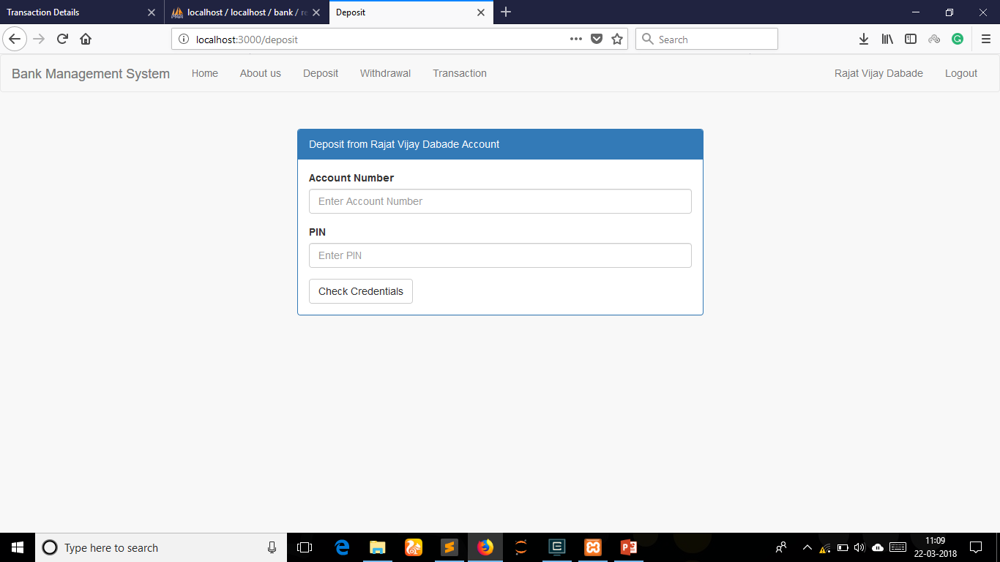 Transaction Details
localhost / localhost / bank / re
Deposit
localhost:3000/deposit
Search
Bank Management System Home About us Deposit Withdrawal Transaction Rajat Vijay Dabade Logout
Deposit from Rajat Vijay Dabade Account
Account Number
Enter Account Number
PIN
Enter PIN
Check Credentials
Type here to search
11:09
22-03-2018